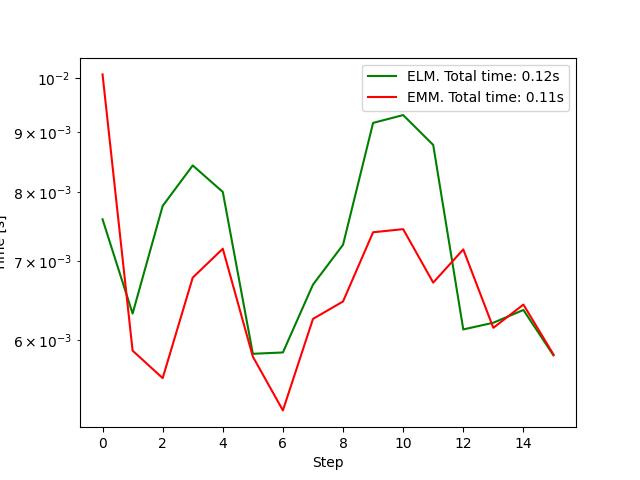 ELM. Total time: 0.12s
EMM. Total time: 0.11s
10⁻²
9 × 10⁻³
8 × 10⁻³
7 × 10⁻³
6 × 10⁻³
0 2 4 6 8 10 12 14
Step